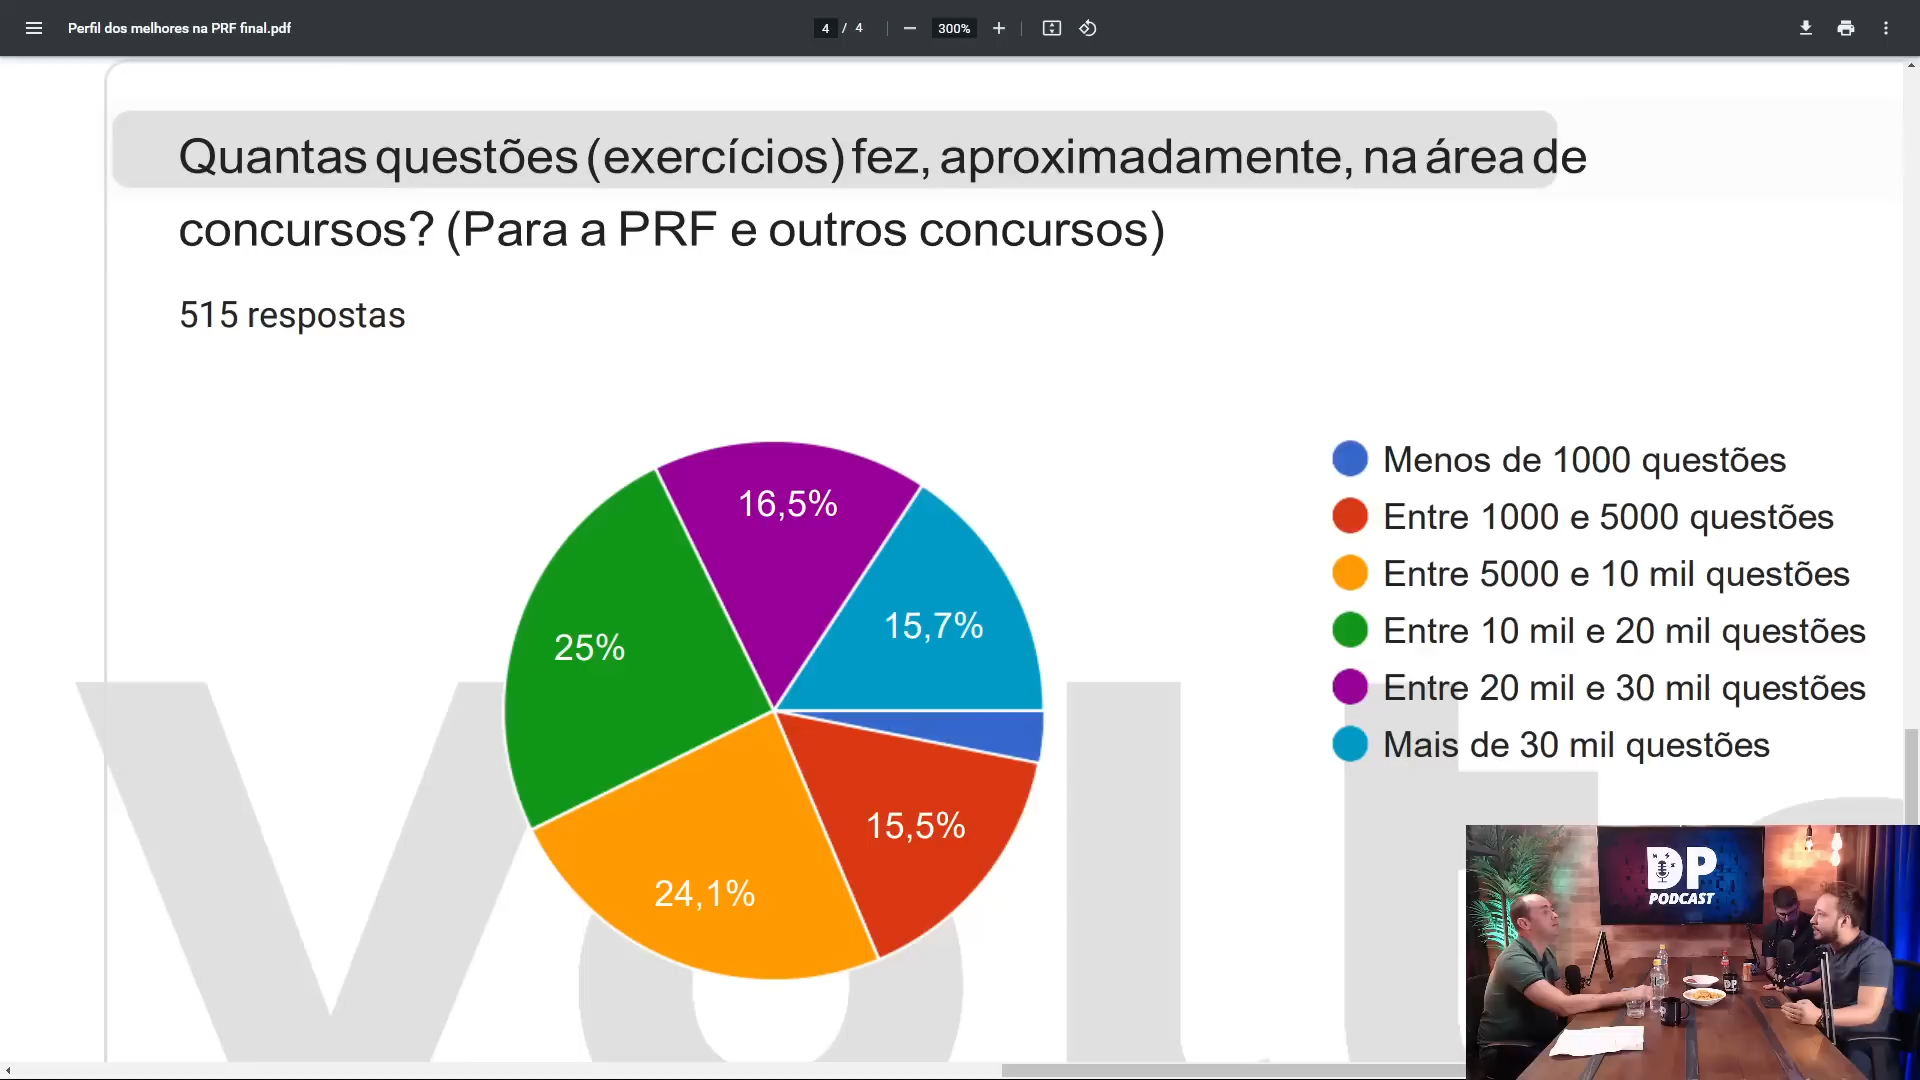 Perfil dos melhores na PRF final.pdf
4 / 4
300%
Quantas questões (exercícios) fez, aproximadamente, na área de
concursos? (Para a PRF e outros concursos)
515 respostas
16,5%
15,7%
25%
15,5%
24,1%
Menos de 1000 questões
Entre 1000 e 5000 questões
Entre 5000 e 10 mil questões
Entre 10 mil e 20 mil questões
Entre 20 mil e 30 mil questões
Mais de 30 mil questões
DP
PODCAST